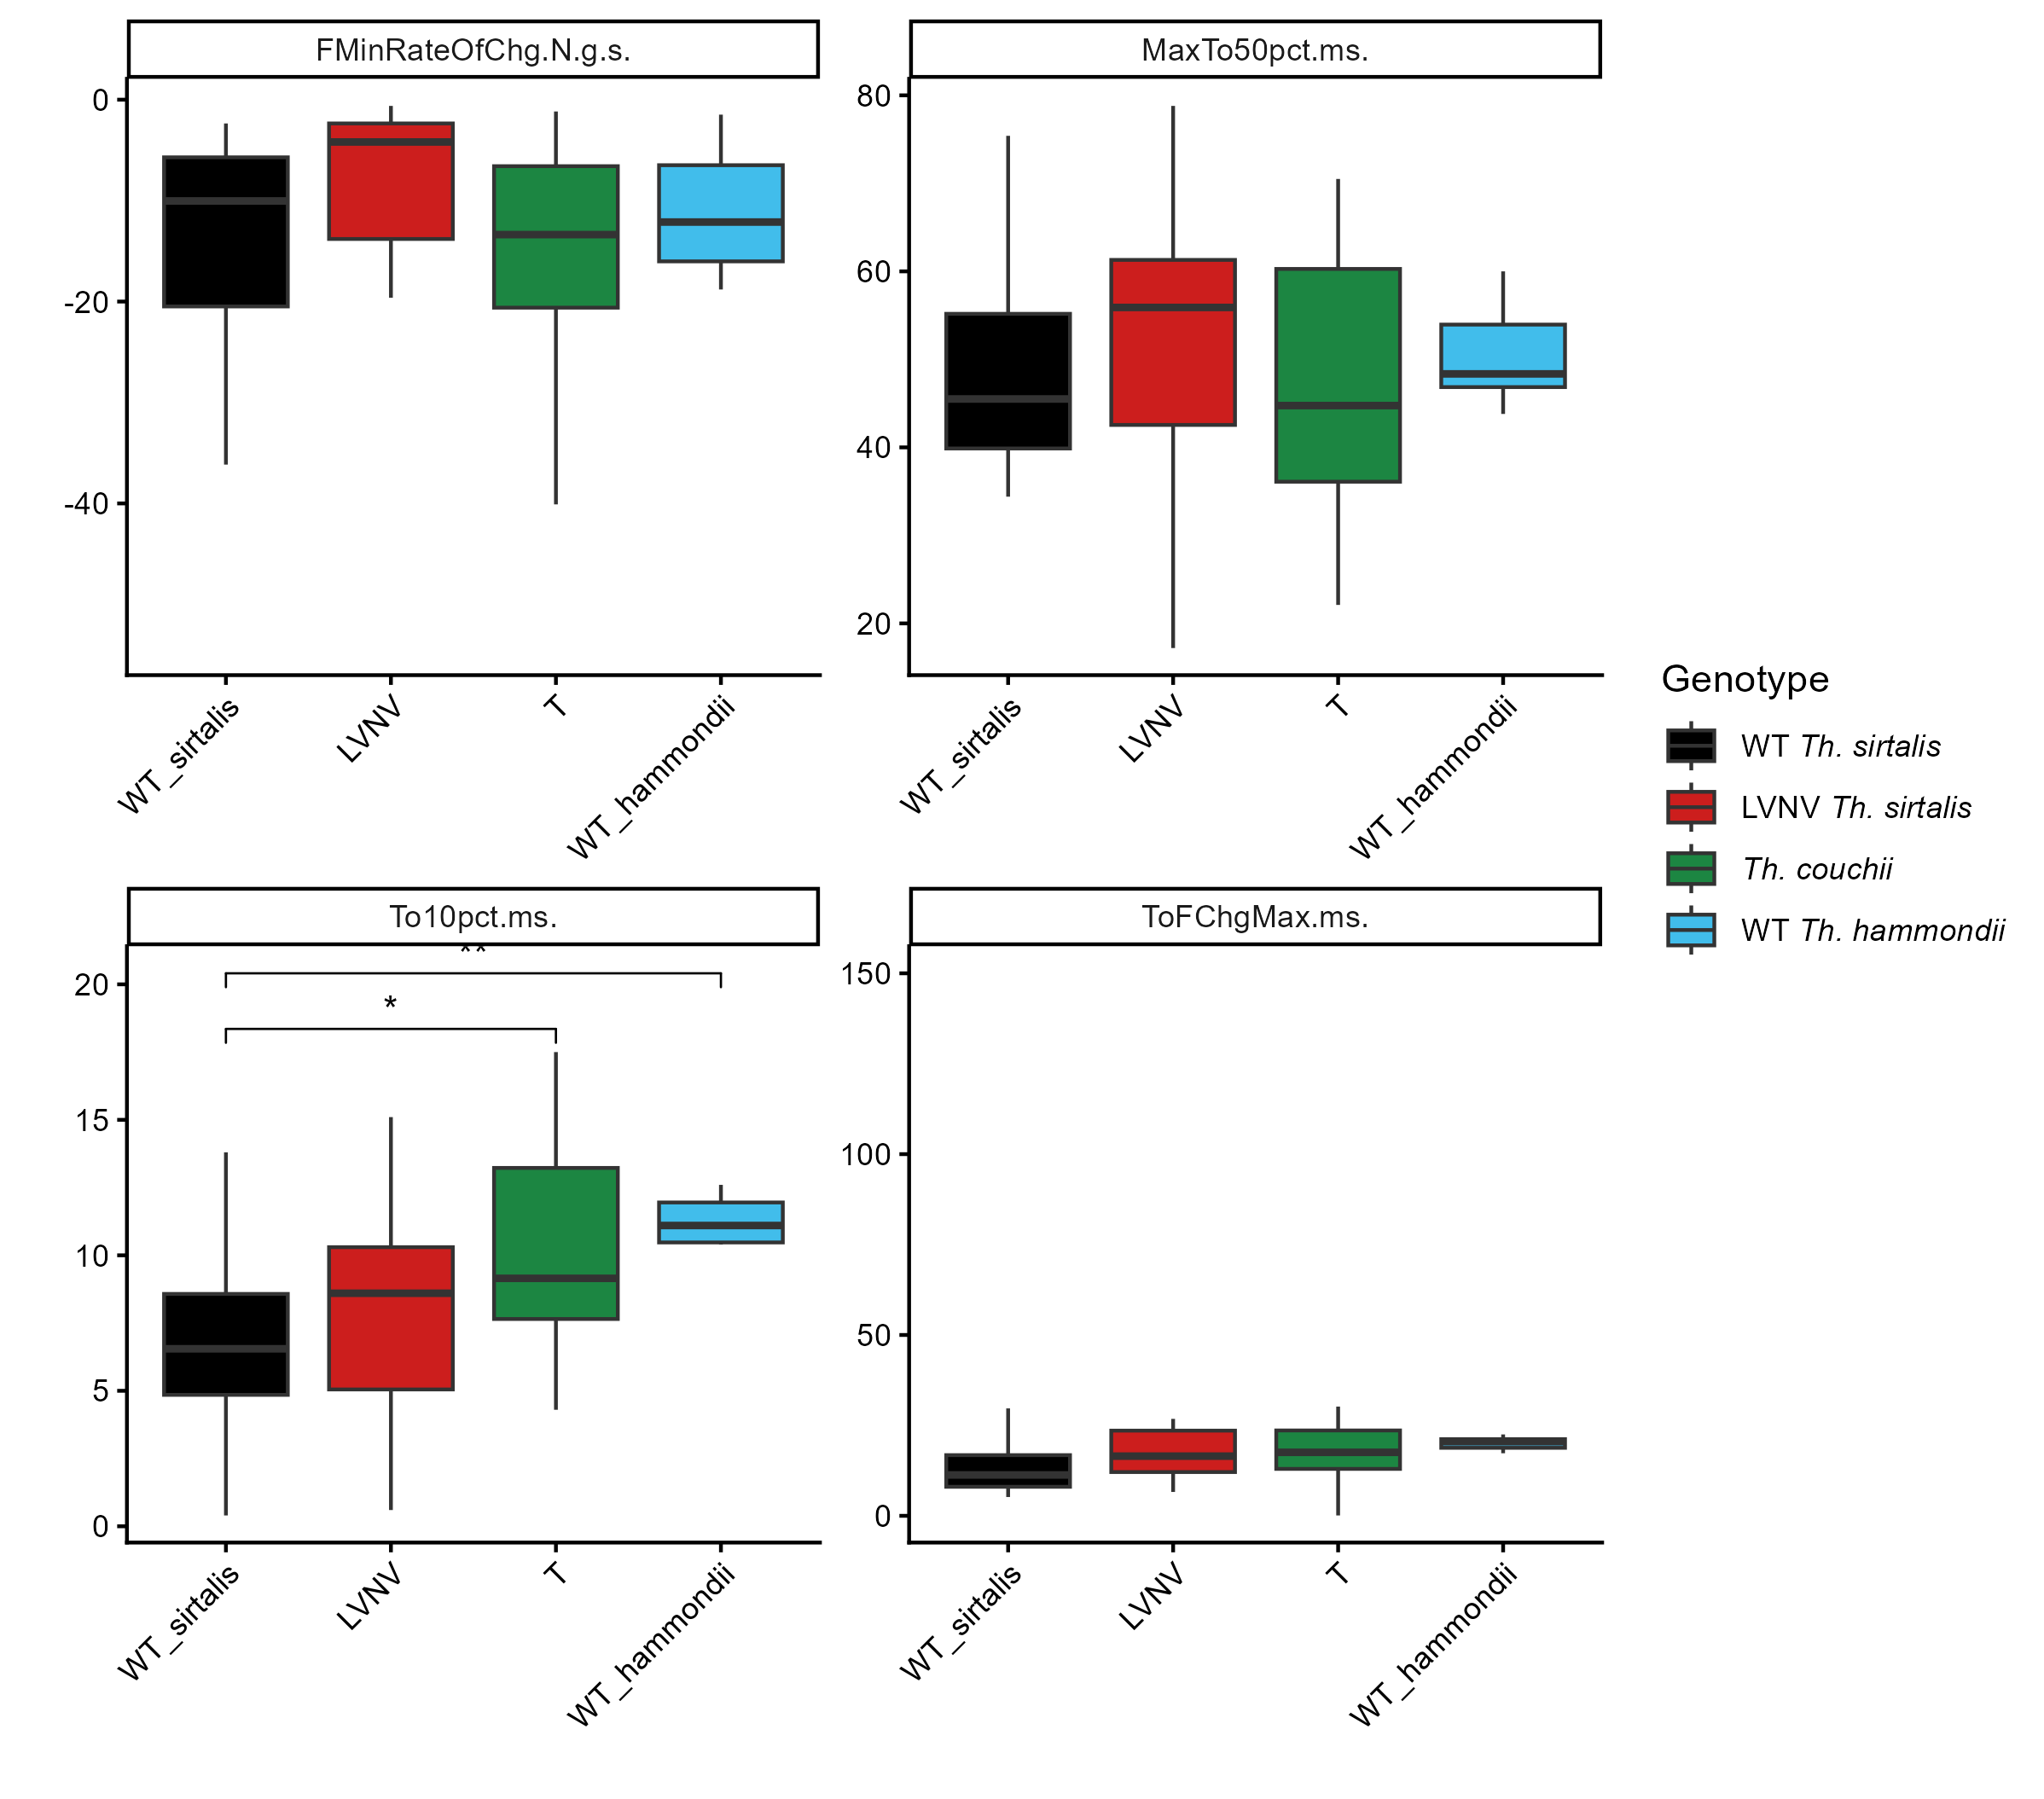 FMinRateOfChg.N.g.s.
0
-20
-40
WT_sirtalis
LVNV
T
WT_hammondii
MaxTo50pct.ms.
80
60
40
20
WT_sirtalis
LVNV
T
WT_hammondii
To10pct.ms.
**
*
20
15
10
5
0
WT_sirtalis
LVNV
T
WT_hammondii
ToFChgMax.ms.
150
100
50
0
WT_sirtalis
LVNV
T
WT_hammondii
Genotype
WT Th. sirtalis
LVNV Th. sirtalis
Th. couchii
WT Th. hammondii